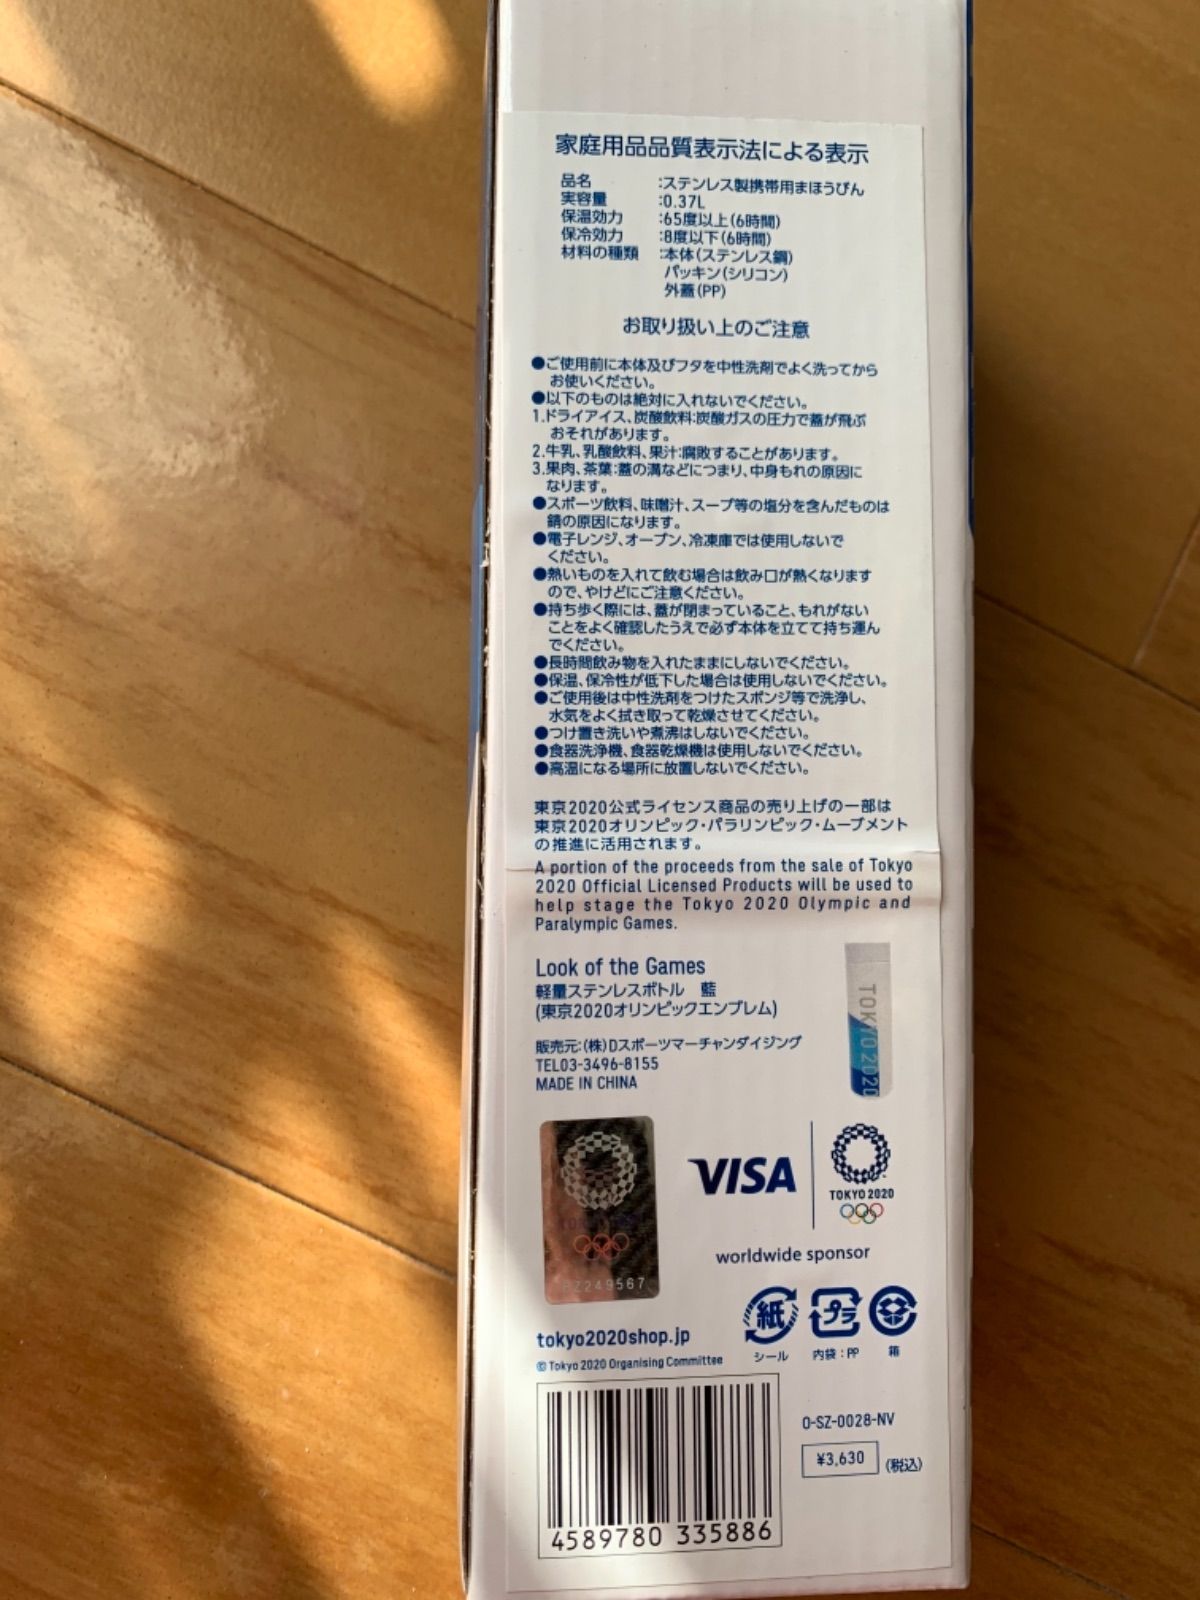 家庭用品品質表示法による表示
品名 :ステンレス製携帯用まほうびん
実容量 :0.37L
保温効力 :65度以上(6時間)
保冷効力 :8度以下(6時間)
材料の種類 :本体(ステンレス鋼)
パッキン(シリコン)
外蓋(PP)
お取り扱い上のご注意
●ご使用前に本体及びフタを中性洗剤でよく洗ってから
お使いください。
●以下のものは絶対に入れないでください。
1.ドライアイス、炭酸飲料:炭酸ガスの圧力で蓋が飛ぶ
おそれがあります。
2.牛乳、乳酸飲料、果汁:腐敗することがあります。
3.果肉、茶葉:蓋の溝などにつまり、中身もれの原因に
なります。
●スポーツ飲料、味噌汁、スープ等の塩分を含んだものは
錆の原因になります。
●電子レンジ、オーブン、冷凍庫では使用しないで
ください。
●熱いものを入れて飲む場合は飲み口が熱くなります
ので、やけどにご注意ください。
●持ち歩く際には、蓋が閉まっていること、もれがない
ことをよく確認したうえで必ず本体を立てて持ち運ん
でください。
●長時間飲み物を入れたままにしないでください。
●保温、保冷性が低下した場合は使用しないでください。
●ご使用後は中性洗剤をつけたスポンジ等で洗浄し、
水気をよく拭き取って乾燥させてください。
●つけ置き洗いや煮沸はしないでください。
●食器洗浄機、食器乾燥機は使用しないでください。
●高温になる場所に放置しないでください。
東京2020公式ライセンス商品の売り上げの一部は
東京2020オリンピック・パラリンピック・ムーブメント
の推進に活用されます。
A portion of the proceeds from the sale of Tokyo
2020 Official Licensed Products will be used to
help stage the Tokyo 2020 Olympic and
Paralympic Games.
Look of the Games
軽量ステンレスボトル 藍
(東京2020オリンピックエンブレム)
販売元:(株)Dスポーツマーチャンダイジング
TEL03-3496-8155
MADE IN CHINA
TOKYO 2020
VISA
TOKYO 2020
worldwide sponsor
249567
紙
プラ
シール
内袋:PP
箱
tokyo2020shop.jp
© Tokyo 2020 Organising Committee
O-SZ-0028-NV
¥3,630 (税込)
4589780 335886